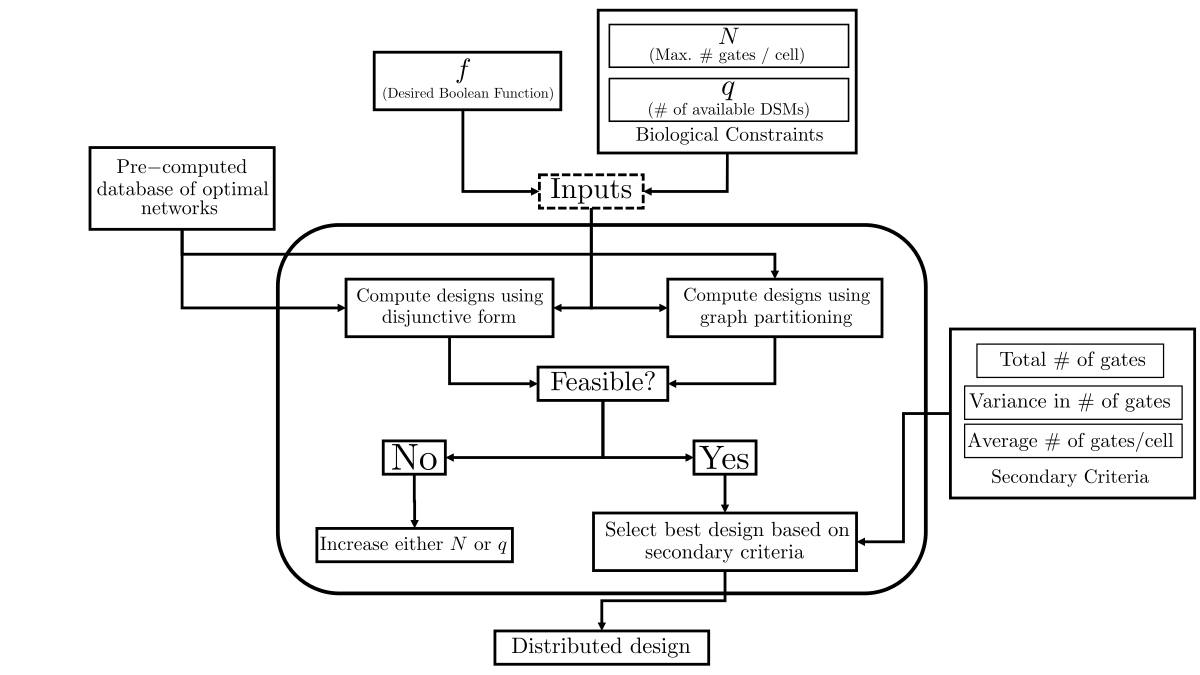 N
(Max. # gates / cell)
q
(# of available DSMs)
Biological Constraints
f
(Desired Boolean Function)
Pre−computed
database of optimal
networks
Inputs
Compute designs using
disjunctive form
Compute designs using
graph partitioning
Feasible?
No
Yes
Increase either N or q
Select best design based on
secondary criteria
Total # of gates
Variance in # of gates
Average # of gates/cell
Secondary Criteria
Distributed design